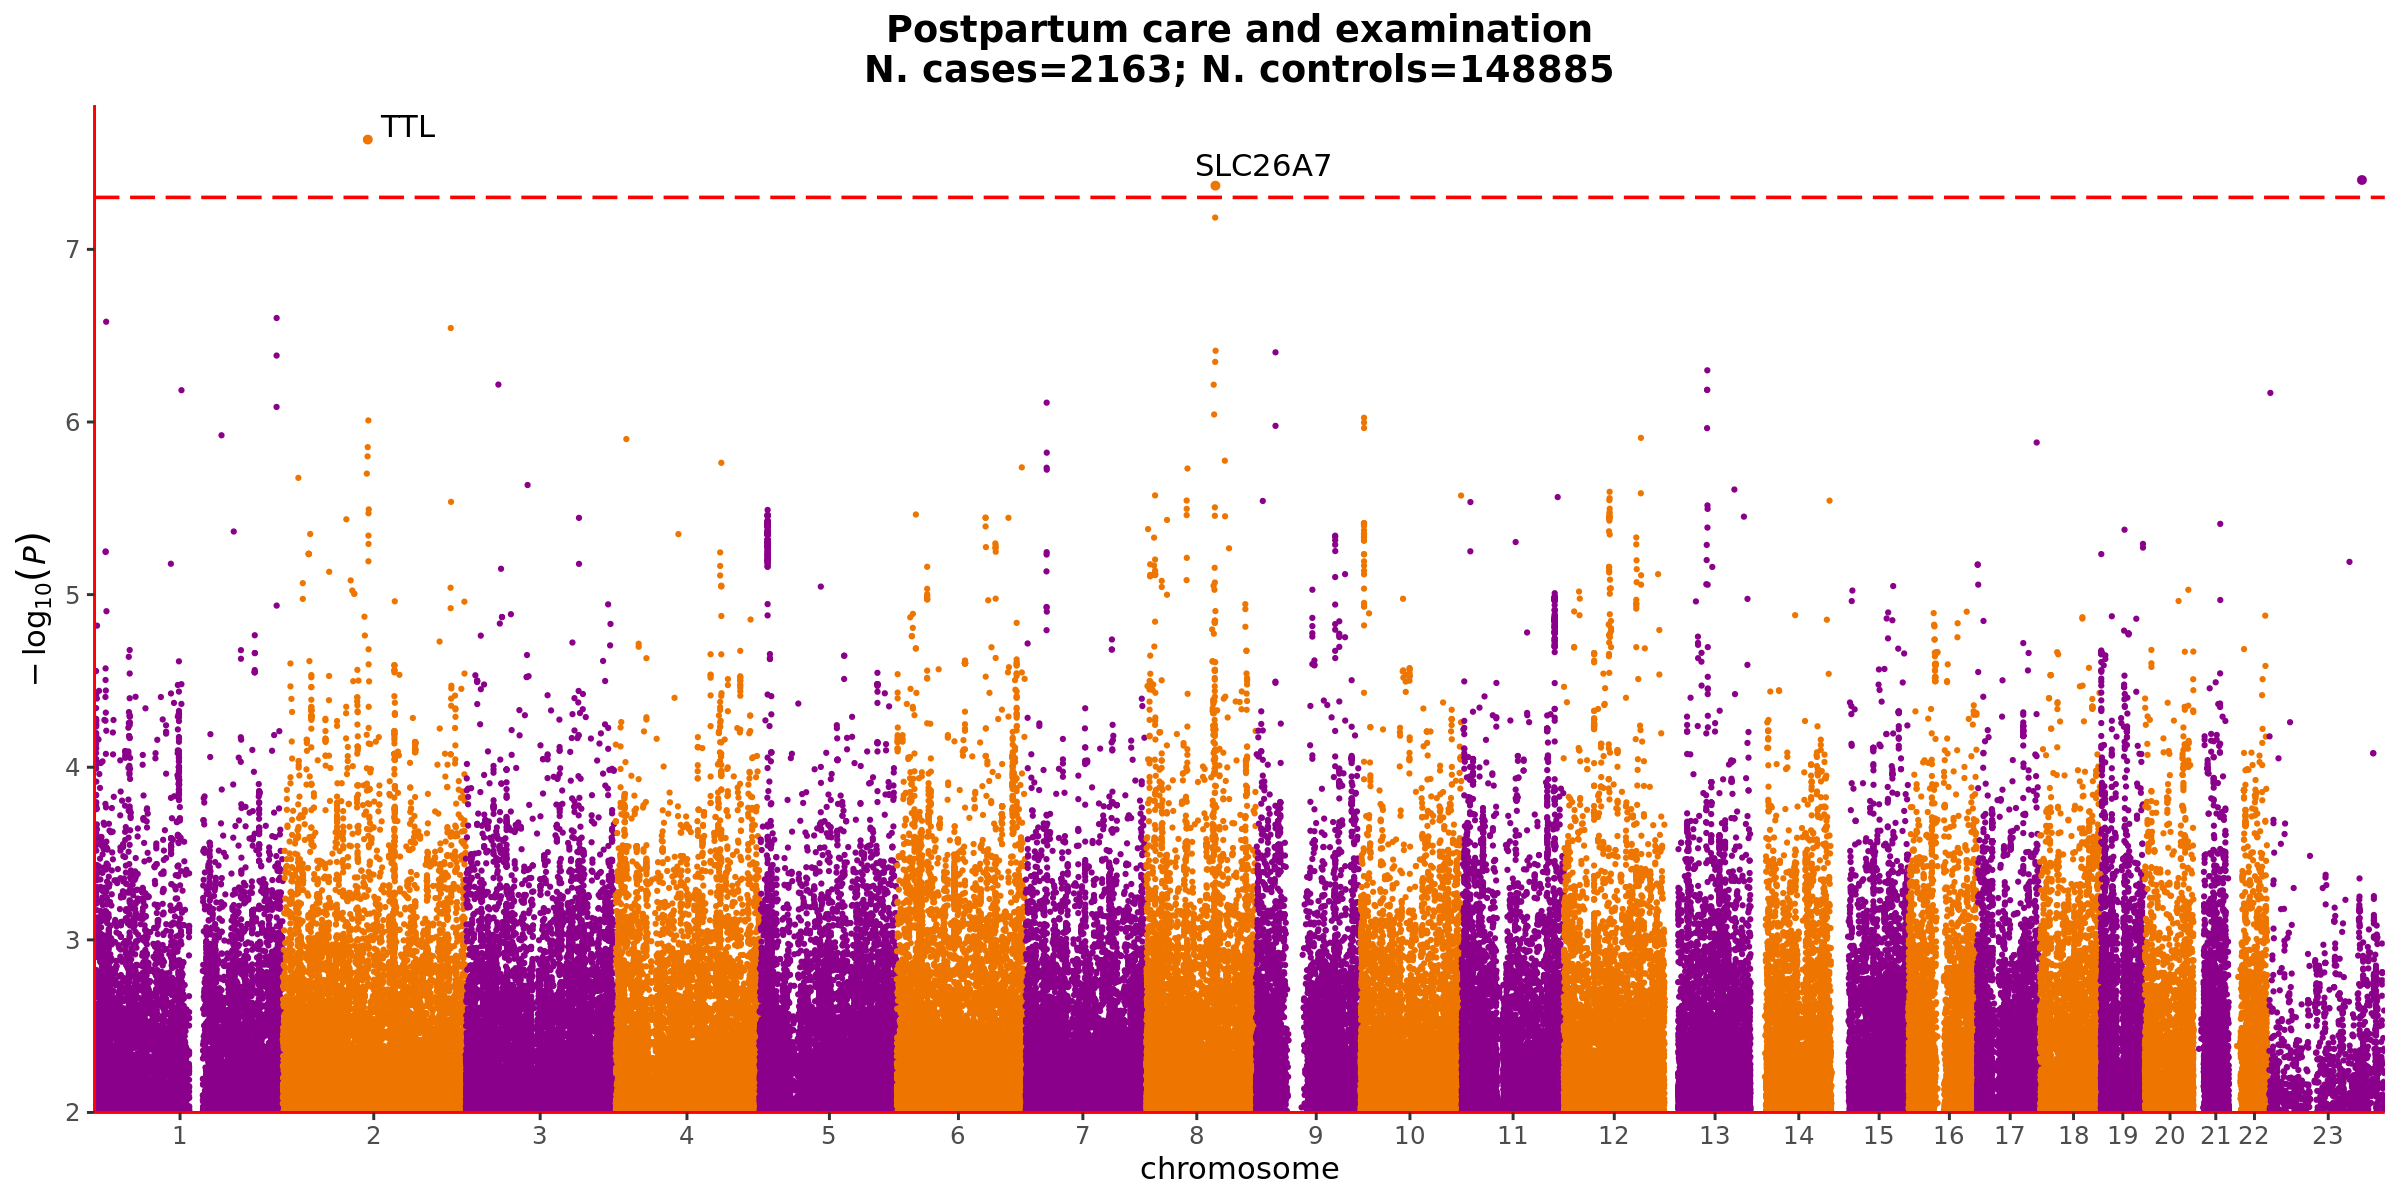 Postpartum care and examination
N. cases=2163; N. controls=148885
TTL
SLC26A7
7
6
5
4
3
2
−log10(P)
1 2 3 4 5 6 7 8 9 10 11 12 13 14 15 16 17 18 19 20 21 22 23
chromosome